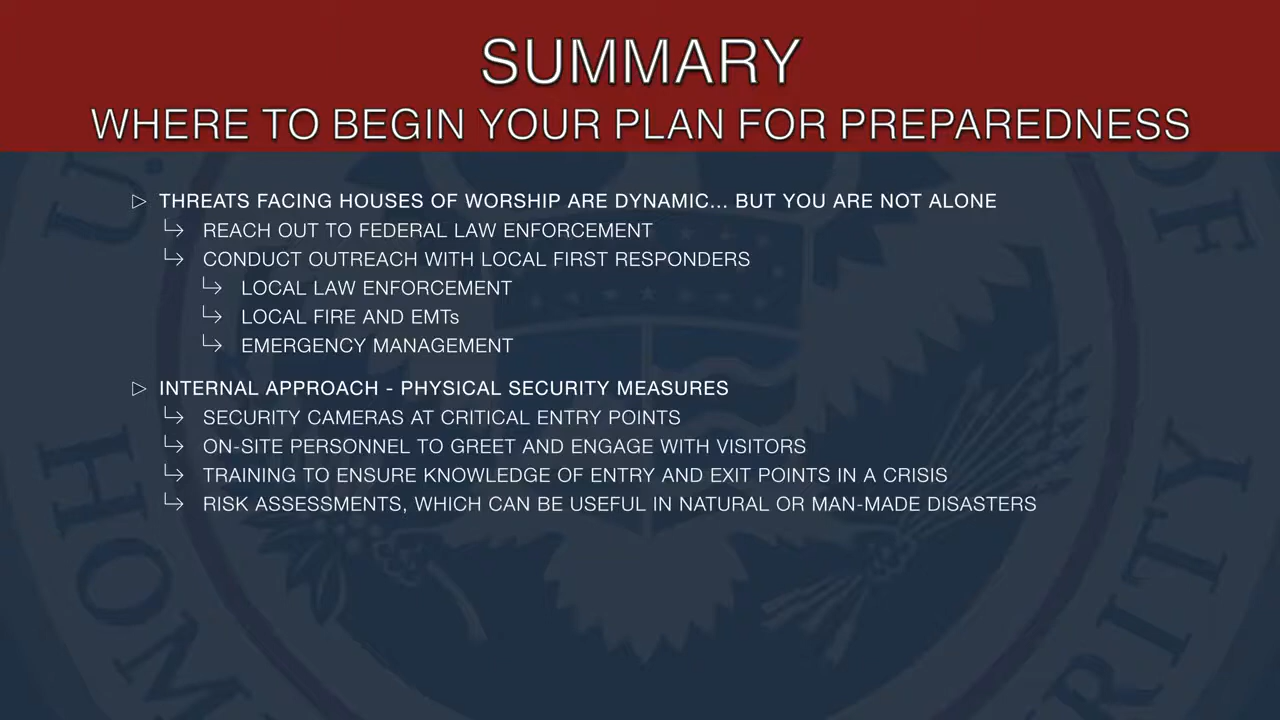 SUMMARY
WHERE TO BEGIN YOUR PLAN FOR PREPAREDNESS
THREATS FACING HOUSES OF WORSHIP ARE DYNAMIC... BUT YOU ARE NOT ALONE
REACH OUT TO FEDERAL LAW ENFORCEMENT
CONDUCT OUTREACH WITH LOCAL FIRST RESPONDERS
LOCAL LAW ENFORCEMENT
LOCAL FIRE AND EMTs
EMERGENCY MANAGEMENT
INTERNAL APPROACH - PHYSICAL SECURITY MEASURES
SECURITY CAMERAS AT CRITICAL ENTRY POINTS
ON-SITE PERSONNEL TO GREET AND ENGAGE WITH VISITORS
TRAINING TO ENSURE KNOWLEDGE OF ENTRY AND EXIT POINTS IN A CRISIS
RISK ASSESSMENTS, WHICH CAN BE USEFUL IN NATURAL OR MAN-MADE DISASTERS